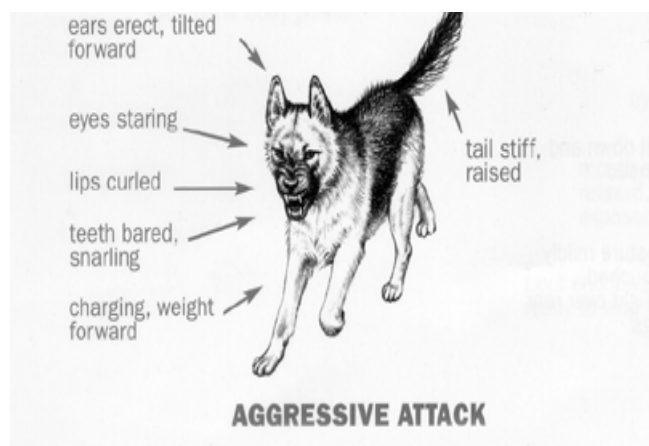 ears erect, tilted
forward
eyes staring
lips curled
teeth bared,
snarling
charging, weight
forward
tail stiff,
raised
AGGRESSIVE ATTACK